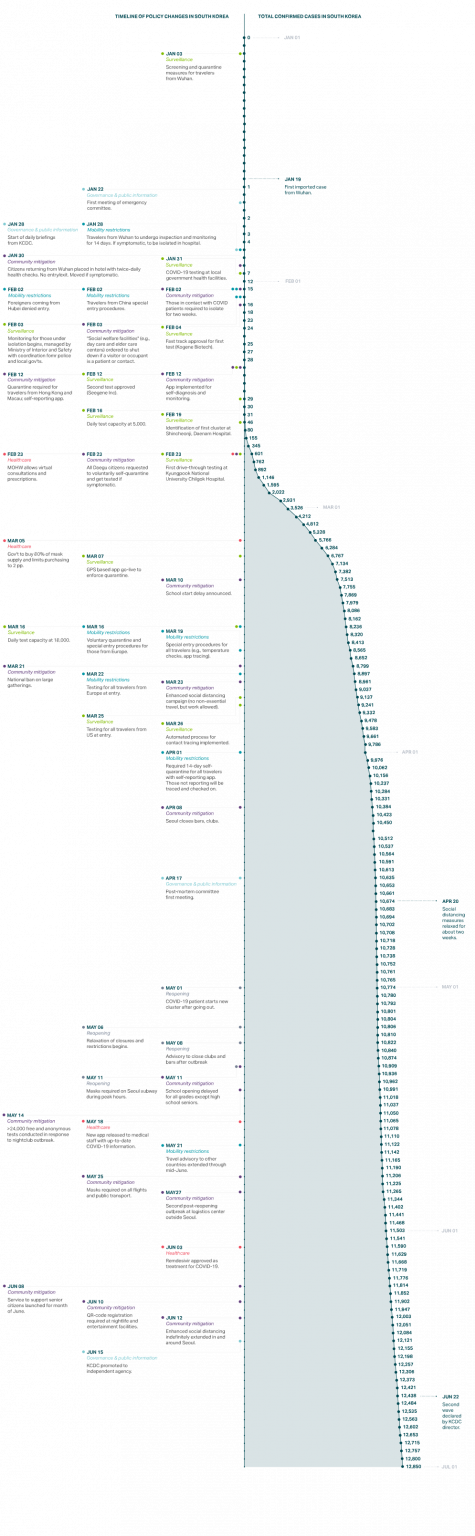 TIMELINE OF POLICY CHANGES IN SOUTH KOREA
TOTAL CONFIRMED CASES IN SOUTH KOREA
0
JAN 01
JAN 03
Surveillance
Screening and quarantine
measures for travelers
from Wuhan.
JAN 19
First imported case
from Wuhan.
1
JAN 22
Governance & public information
First meeting of emergency
committee.
2
JAN 28
Governance & public information
Start of daily briefings
from KCDC.
JAN 28
Mobility restrictions
Travelers from Wuhan to undergo inspection and monitoring
for 14 days. If symptomatic, to be isolated in hospital.
3
4
JAN 30
Community mitigation
Citizens returning from Wuhan placed in hotel with twice-daily
health checks. No entry/exit. Moved if symptomatic.
JAN 31
Surveillance
COVID-19 testing at local
government health facilities.
7
12
FEB 01
FEB 02
Mobility restrictions
Foreigners coming from
Hubei denied entry.
FEB 02
Mobility restrictions
Travelers from China special
entry procedures.
FEB 02
Community mitigation
Those in contact with COVID
patients required to isolate
for two weeks.
15
16
18
23
24
FEB 03
Surveillance
Monitoring for those under
isolation begins, managed by
Ministry of Interior and Safety
with coordination from police
and local gov'ts.
FEB 03
Community mitigation
"Social welfare facilities" (e.g.,
day care and elder care
centers) ordered to shut
down if a visitor or occupant
is a patient or contact.
FEB 04
Surveillance
Fast track approval for first
test (Kogene Biotech).
25
27
28
FEB 12
Community mitigation
Quarantine required for
travelers from Hong Kong and
Macau; self-reporting app.
FEB 12
Surveillance
Second test approved
(Seegene Inc).
FEB 12
Community mitigation
App implemented for
self-diagnosis and
monitoring.
29
30
31
FEB 16
Surveillance
Daily test capacity at 5,000.
FEB 18
Surveillance
Identification of first cluster at
Shincheonji, Daenam Hospital.
46
80
155
345
FEB 23
Healthcare
MOHW allows virtual
consultations and
prescriptions.
FEB 23
Community mitigation
All Daegu citizens requested
to voluntarily self-quarantine
and get tested if
symptomatic.
FEB 23
Surveillance
First drive-through testing at
Kyungpook National
University Chilgok Hospital.
601
763
892
1,146
1,595
2,022
2,931
3,526
MAR 01
4,212
4,812
5,328
5,766
MAR 05
Healthcare
Gov't to buy 80% of mask
supply and limits purchasing
to 2 pp.
6,284
6,767
MAR 07
Surveillance
GPS based app go-live to
enforce quarantine.
7,134
7,382
7,513
MAR 10
Community mitigation
School start delay announced.
7,755
7,869
7,979
8,086
8,162
8,236
MAR 16
Surveillance
Daily test capacity at 18,000.
MAR 16
Mobility restrictions
Voluntary quarantine and
special entry procedures for
those from Europe.
8,320
MAR 19
Mobility restrictions
Special entry procedures for
all travelers (e.g., temperature
checks, app tracing).
8,413
8,565
8,652
8,799
MAR 21
Community mitigation
National ban on large
gatherings.
MAR 22
Mobility restrictions
Testing for all travelers from
Europe at entry.
8,897
8,961
MAR 23
Community mitigation
Enhanced social distancing
campaign (no non-essential
travel, but work allowed).
9,037
9,137
9,241
9,332
MAR 25
Surveillance
Testing for all travelers from
US at entry.
9,478
MAR 26
Surveillance
Automated process for
contact tracing implemented.
9,583
9,661
9,786
APR 01
APR 01
Mobility restrictions
Required 14-day self-
quarantine for all travelers
with self-reporting app.
Those not reporting will be
traced and checked on.
9,976
10,062
10,156
10,237
10,284
10,331
10,384
APR 08
Community mitigation
Seoul closes bars, clubs.
10,423
10,450
10,512
10,537
10,564
10,591
10,613
10,635
APR 17
Governance & public information
Post-mortem committee
first meeting.
10,653
10,661
10,674
APR 20
Social
distancing
measures
relaxed for
about two
weeks.
10,683
10,694
10,702
10,708
10,718
10,728
10,738
10,752
10,761
10,765
10,774
MAY 01
MAY 01
Reopening
COVID-19 patient starts new
cluster after going out.
10,780
10,793
10,801
10,804
10,806
MAY 06
Reopening
Relaxation of closures and
restrictions begins.
10,810
10,822
MAY 08
Reopening
Advisory to close clubs and
bars after outbreak
10,840
10,874
10,909
10,936
MAY 11
Reopening
Masks required on Seoul subway
during peak hours.
MAY 11
Community mitigation
School opening delayed
for all grades except high
school seniors.
10,962
10,991
11,018
11,037
11,050
MAY 14
Community mitigation
>24,000 free and anonymous
tests conducted in response
to nightclub outbreak.
11,065
MAY 18
Healthcare
New app released to medical
staff with up-to-date
COVID-19 information.
11,078
11,110
11,122
MAY 21
Mobility restrictions
Travel advisory to other
countries extended through
mid-June.
11,142
11,165
11,190
11,206
MAY 25
Community mitigation
Masks required on all flights
and public transport.
11,225
11,265
MAY27
Community mitigation
Second post-reopening
outbreak at logistics center
outside Seoul.
11,344
11,402
11,441
11,468
11,503
JUN 01
11,541
11,590
JUN 03
Healthcare
Remdesivir approved as
treatment for COVID-19.
11,629
11,668
11,719
11,776
11,814
JUN 08
Community mitigation
Service to support senior
citizens launched for month
of June.
11,852
11,902
JUN 10
Community mitigation
QR-code registration
required at nightlife and
entertainment facilities.
11,947
12,003
JUN 12
Community mitigation
Enhanced social distancing
indefinitely extended in and
around Seoul
12,051
12,084
12,121
12,155
JUN 15
Governance & public information
KCDC promoted to
independent agency.
12,198
12,257
12,306
12,373
12,421
12,438
JUN 22
Second
wave
declared
by KCDC
director.
12,484
12,535
12,563
12,602
12,653
12,715
12,757
12,800
12,850
JUL 01